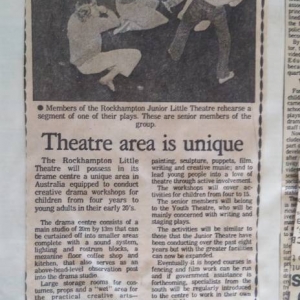 ● Members of the Rockhampton Junior Little Theatre rehearse a
segment of one of their plays. These are senior members of the
group.
Theatre area is unique
The Rockhampton Little
Theatre will possess in its
drame centre a unique area in
Australia equipped to conduct
creative drama workshops for
children from four years to
young adults in their early 20's.
The drama centre consists of a
main studio of 20m by 13m that can
be curtained off into smaller areas
complete with a sound system,
lighting and rostrum blocks, a
mezzanine floor online shop and
kitchen, that also serves as an
above-head-level observation pool
into the drama studio.
Large storage rooms for cos-
tumes, props and a "wet area" for
the practical creative arts—
painting, sculpture, puppets, film,
writing and creative music; and to
lead young people into a love of
theatre through active involvement.
The workshops will cover ac-
tivities for children from four to 15.
The senior members will belong
to the Youth Theatre, who will be
mainly concerned with writing and
staging plays.
The activities will be similar to
those that the Junior Theatre have
been conducting over the past eight
years but with the greater facilities
can now be expanded.
Eventually it is hoped courses in
fencing and film work can be run
and if government assistance is
forthcoming, specialists from the
south will be regularly introduced
to the centre to work in their own